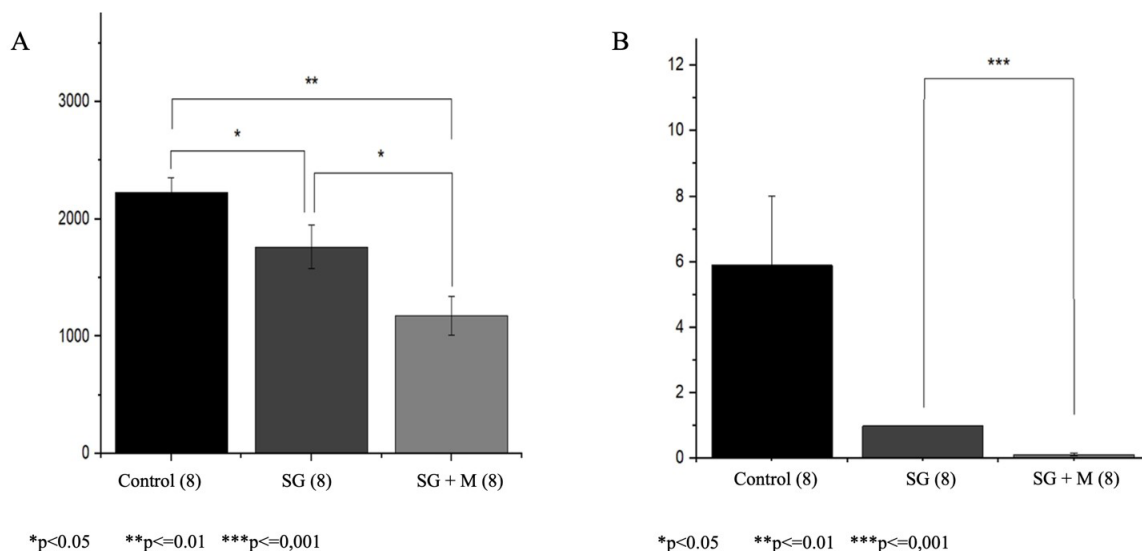 A
**
*
*
3000
2000
1000
0
Control (8)
SG (8)
SG + M (8)
*p<0.05 **p<=0.01 ***p<=0,001
B
***
12
10
8
6
4
2
0
Control (8)
SG (8)
SG + M (8)
*p<0.05 **p<=0.01 ***p<=0,001